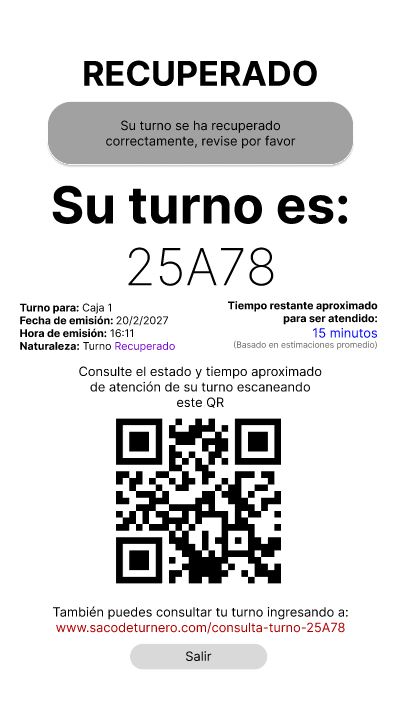 RECUPERADO
Su turno se ha recuperado
correctamente, revise por favor
Su turno es:
25A78
Turno para: Caja 1
Fecha de emisión: 20/2/2027
Hora de emisión: 16:11
Naturaleza: Turno Recuperado
Tiempo restante aproximado
para ser atendido:
15 minutos
(Basado en estimaciones promedio)
Consulte el estado y tiempo aproximado
de atención de su turno escaneando
este QR
También puedes consultar tu turno ingresando a:
www.sacodeturnero.com/consulta-turno-25A78
Salir